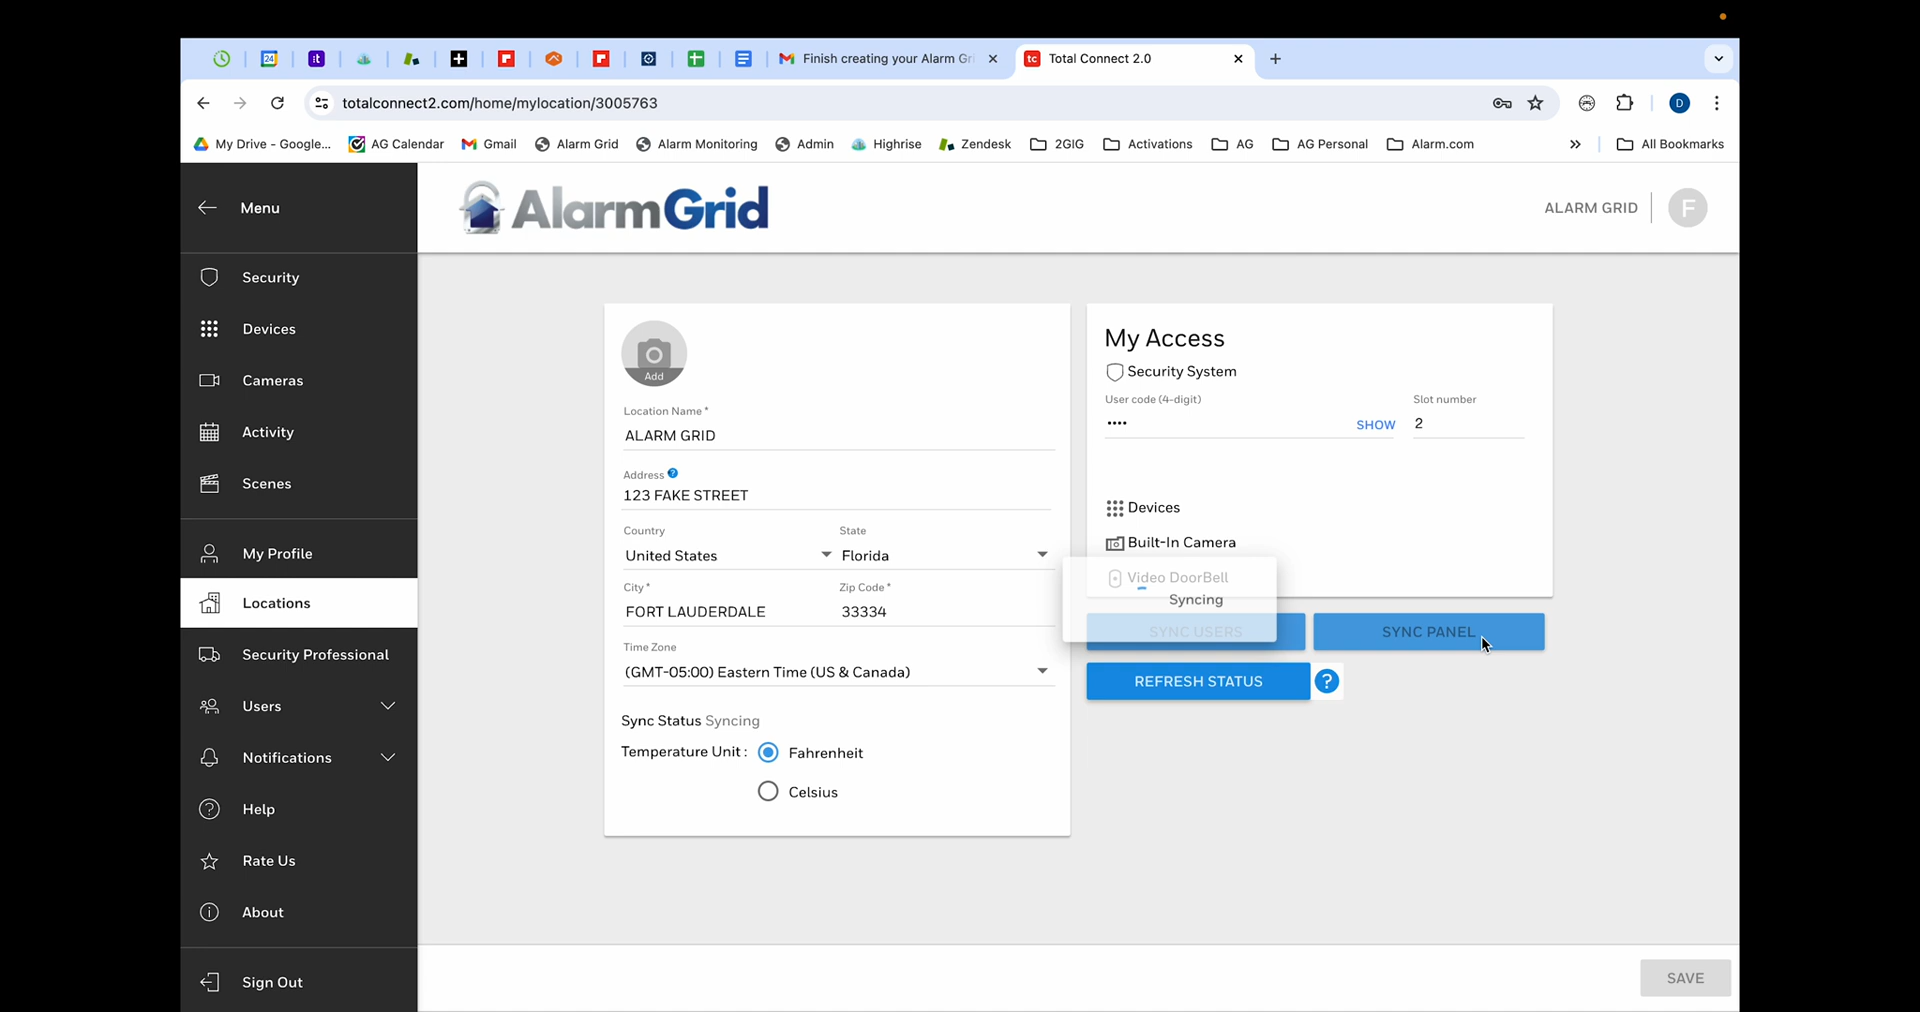 Finish creating your Alarm Gr
Total Connect 2.0
totalconnect2.com/home/mylocation/3005763
D
My Drive - Google...
AG Calendar
Gmail
Alarm Grid
Alarm Monitoring
Admin
Highrise
Zendesk
2GIG
Activations
AG
AG Personal
Alarm.com
All Bookmarks
Menu
AlarmGrid
ALARM GRID
F
Security
Devices
Cameras
Activity
Scenes
My Profile
Locations
Security Professional
Users
Notifications
Help
Rate Us
About
Sign Out
Add
Location Name*
ALARM GRID
Address
123 FAKE STREET
Country
State
United States
Florida
City*
Zip Code*
FORT LAUDERDALE
33334
Time Zone
(GMT-05:00) Eastern Time (US & Canada)
Sync Status Syncing
Temperature Unit: Fahrenheit
Celsius
My Access
Security System
User code (4-digit)
Slot number
••••
SHOW
2
Devices
Built-In Camera
Video DoorBell
Syncing
SYNC USERS
SYNC PANEL
REFRESH STATUS
?
SAVE